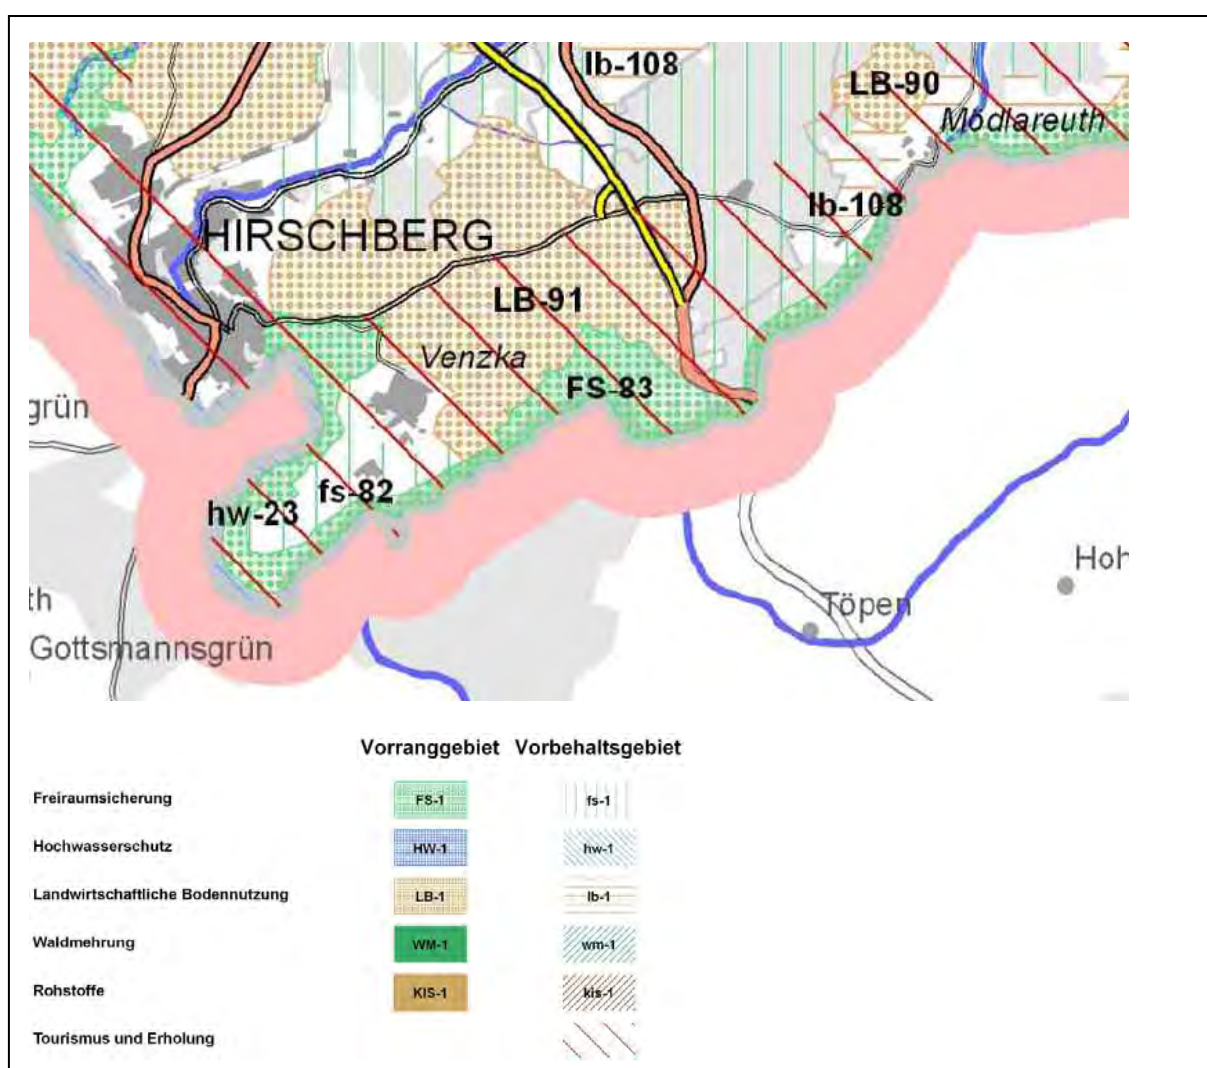 lb-108
LB-90
Mödlareuth
lb-108
HIRSCHBERG
LB-91
Venzka
FS-83
grün
fs-82
hw-23
Hoh
th
Töpen
Gottsmannsgrün
Vorranggebiet Vorbehaltsgebiet
Freiraumsicherung FS-1 fs-1
Hochwasserschutz HW-1 hw-1
Landwirtschaftliche Bodennutzung LB-1 lb-1
Waldmehrung WM-1 wm-1
Rohstoffe KIS-1 kis-1
Tourismus und Erholung